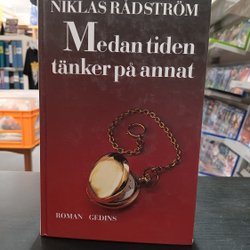 NIKLAS RÅDSTRÖM
Medan tiden
tänker på annat
ROMAN GEDINS